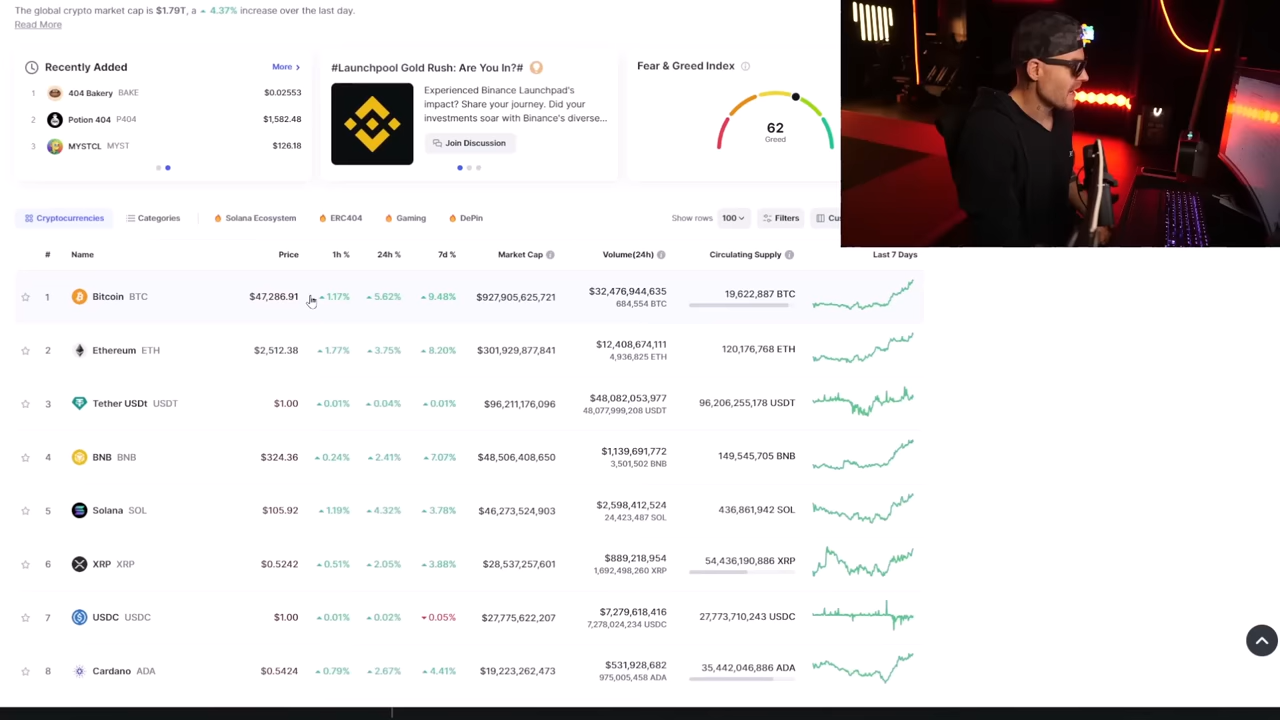 The global crypto market cap is $1.79T, a 4.37% increase over the last day.
Read More
Recently Added
More
1 404 Bakery BAKE $0.02553
2 Potion 404 P404 $1,582.48
3 MYSTCL MYST $126.18
#Launchpool Gold Rush: Are You In?#
Experienced Binance Launchpad's
impact? Share your journey. Did your
investments soar with Binance's diverse...
Join Discussion
Fear & Greed Index
62
Greed
Cryptocurrencies Categories Solana Ecosystem ERC404 Gaming DePin Show rows 100 Filters Cu
# Name Price 1h % 24h % 7d % Market Cap Volume(24h) Circulating Supply Last 7 Days
1 Bitcoin BTC $47,286.91 1.17% 5.62% 9.48% $927,905,625,721 $32,476,944,635 19,622,887 BTC
684,554 BTC
2 Ethereum ETH $2,512.38 1.77% 3.75% 8.20% $301,929,877,841 $12,408,674,111 120,176,768 ETH
4,936,825 ETH
3 Tether USDt USDT $1.00 0.01% 0.04% 0.01% $96,211,176,096 $48,082,053,977 96,206,255,178 USDT
48,077,999,208 USDT
4 BNB BNB $324.36 0.24% 2.41% 7.07% $48,506,408,650 $1,139,691,772 149,545,705 BNB
3,501,502 BNB
5 Solana SOL $105.92 1.19% 4.32% 3.78% $46,273,524,903 $2,598,412,524 436,861,942 SOL
24,423,487 SOL
6 XRP XRP $0.5242 0.51% 2.05% 3.88% $28,537,257,601 $889,218,954 54,436,190,886 XRP
1,692,498,260 XRP
7 USDC USDC $1.00 0.01% 0.02% 0.05% $27,775,622,207 $7,279,618,416 27,773,710,243 USDC
7,278,024,234 USDC
8 Cardano ADA $0.5424 0.79% 2.67% 4.41% $19,223,262,473 $531,928,682 35,442,046,886 ADA
975,005,458 ADA